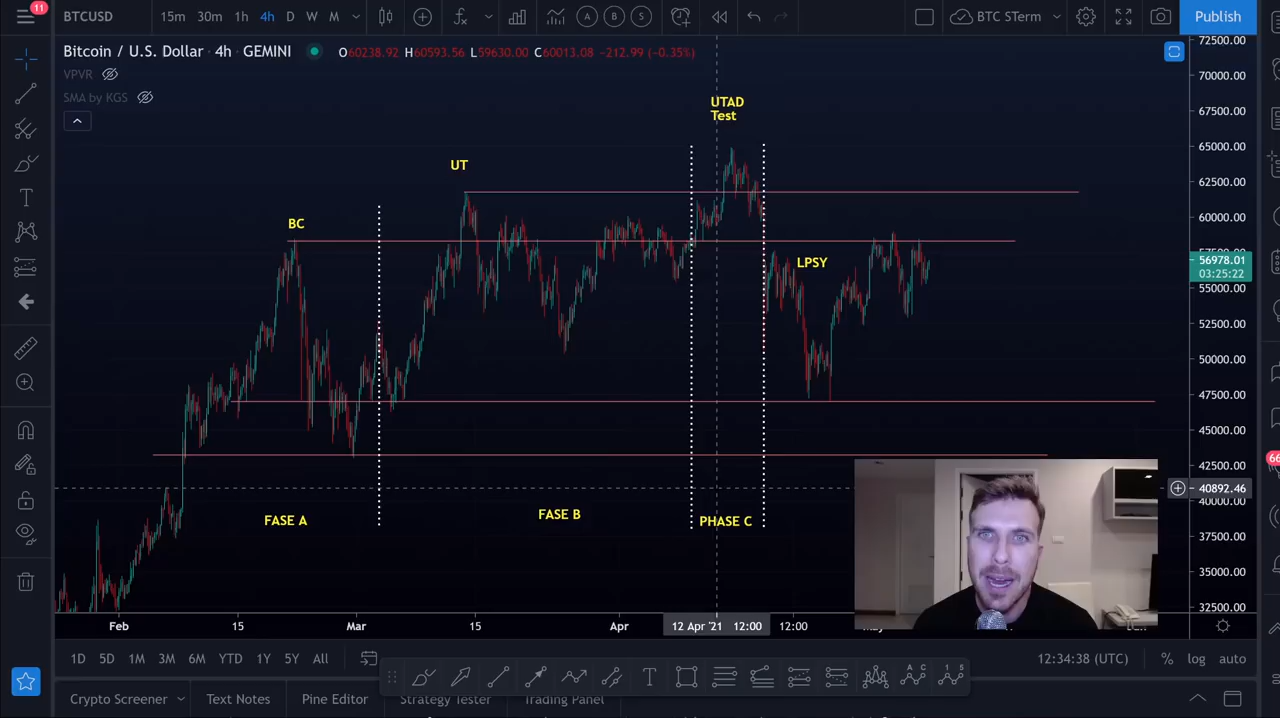 11
BTCUSD
15m 30m 1h 4h D W M
A B S
BTC STerm
Publish
Bitcoin / U.S. Dollar · 4h · GEMINI O60238.92 H60593.56 L59630.00 C60013.08 −212.99 (−0.35%)
VPVR
SMA by KGS
72500.00
70000.00
67500.00
65000.00
62500.00
60000.00
56978.01
03:25:22
55000.00
52500.00
50000.00
47500.00
45000.00
42500.00
40892.46
40000.00
37500.00
35000.00
32500.00
66
UTAD
Test
UT
BC
LPSY
FASE A
FASE B
PHASE C
Feb 15 Mar 15 Apr 12 Apr '21 12:00 12:00
1D 5D 1M 3M 6M YTD 1Y 5Y All
12:34:38 (UTC) % log auto
Crypto Screener Text Notes Pine Editor Strategy Tester Trading Panel